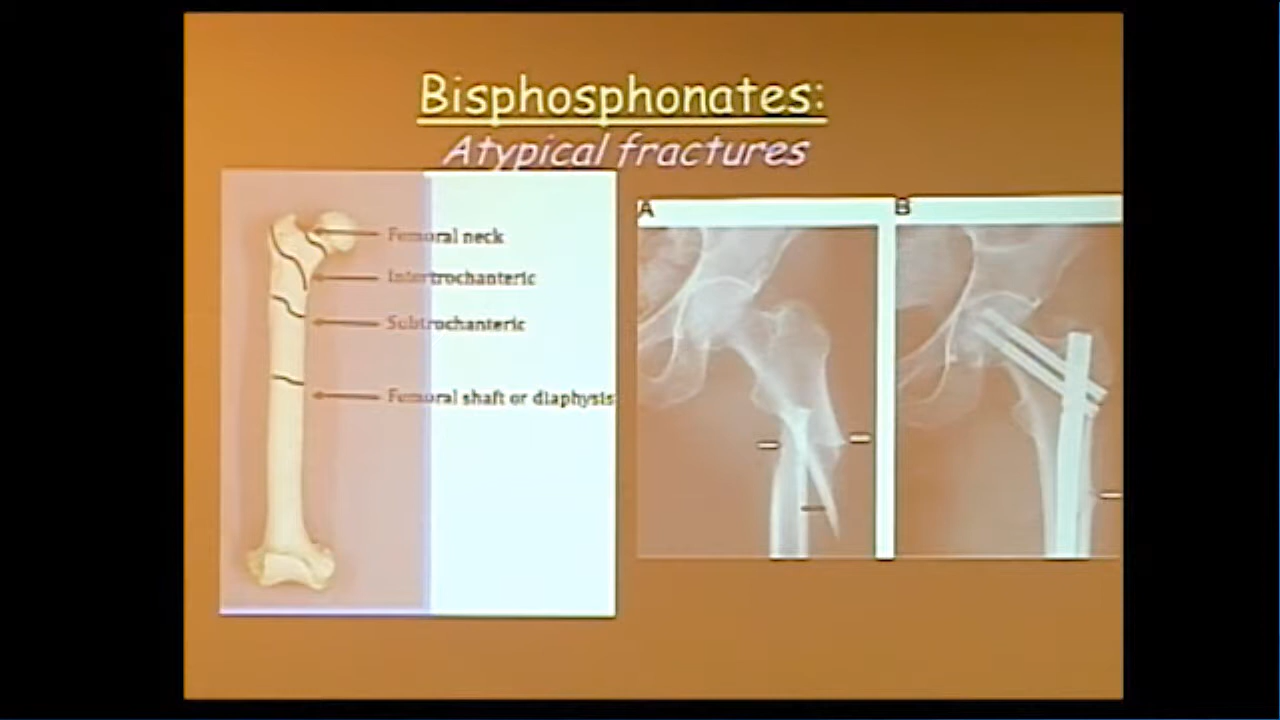 Bisphosphonates:
Atypical fractures
Femoral neck
Intertrochanteric
Subtrochanteric
Femoral shaft or diaphysis
A
B